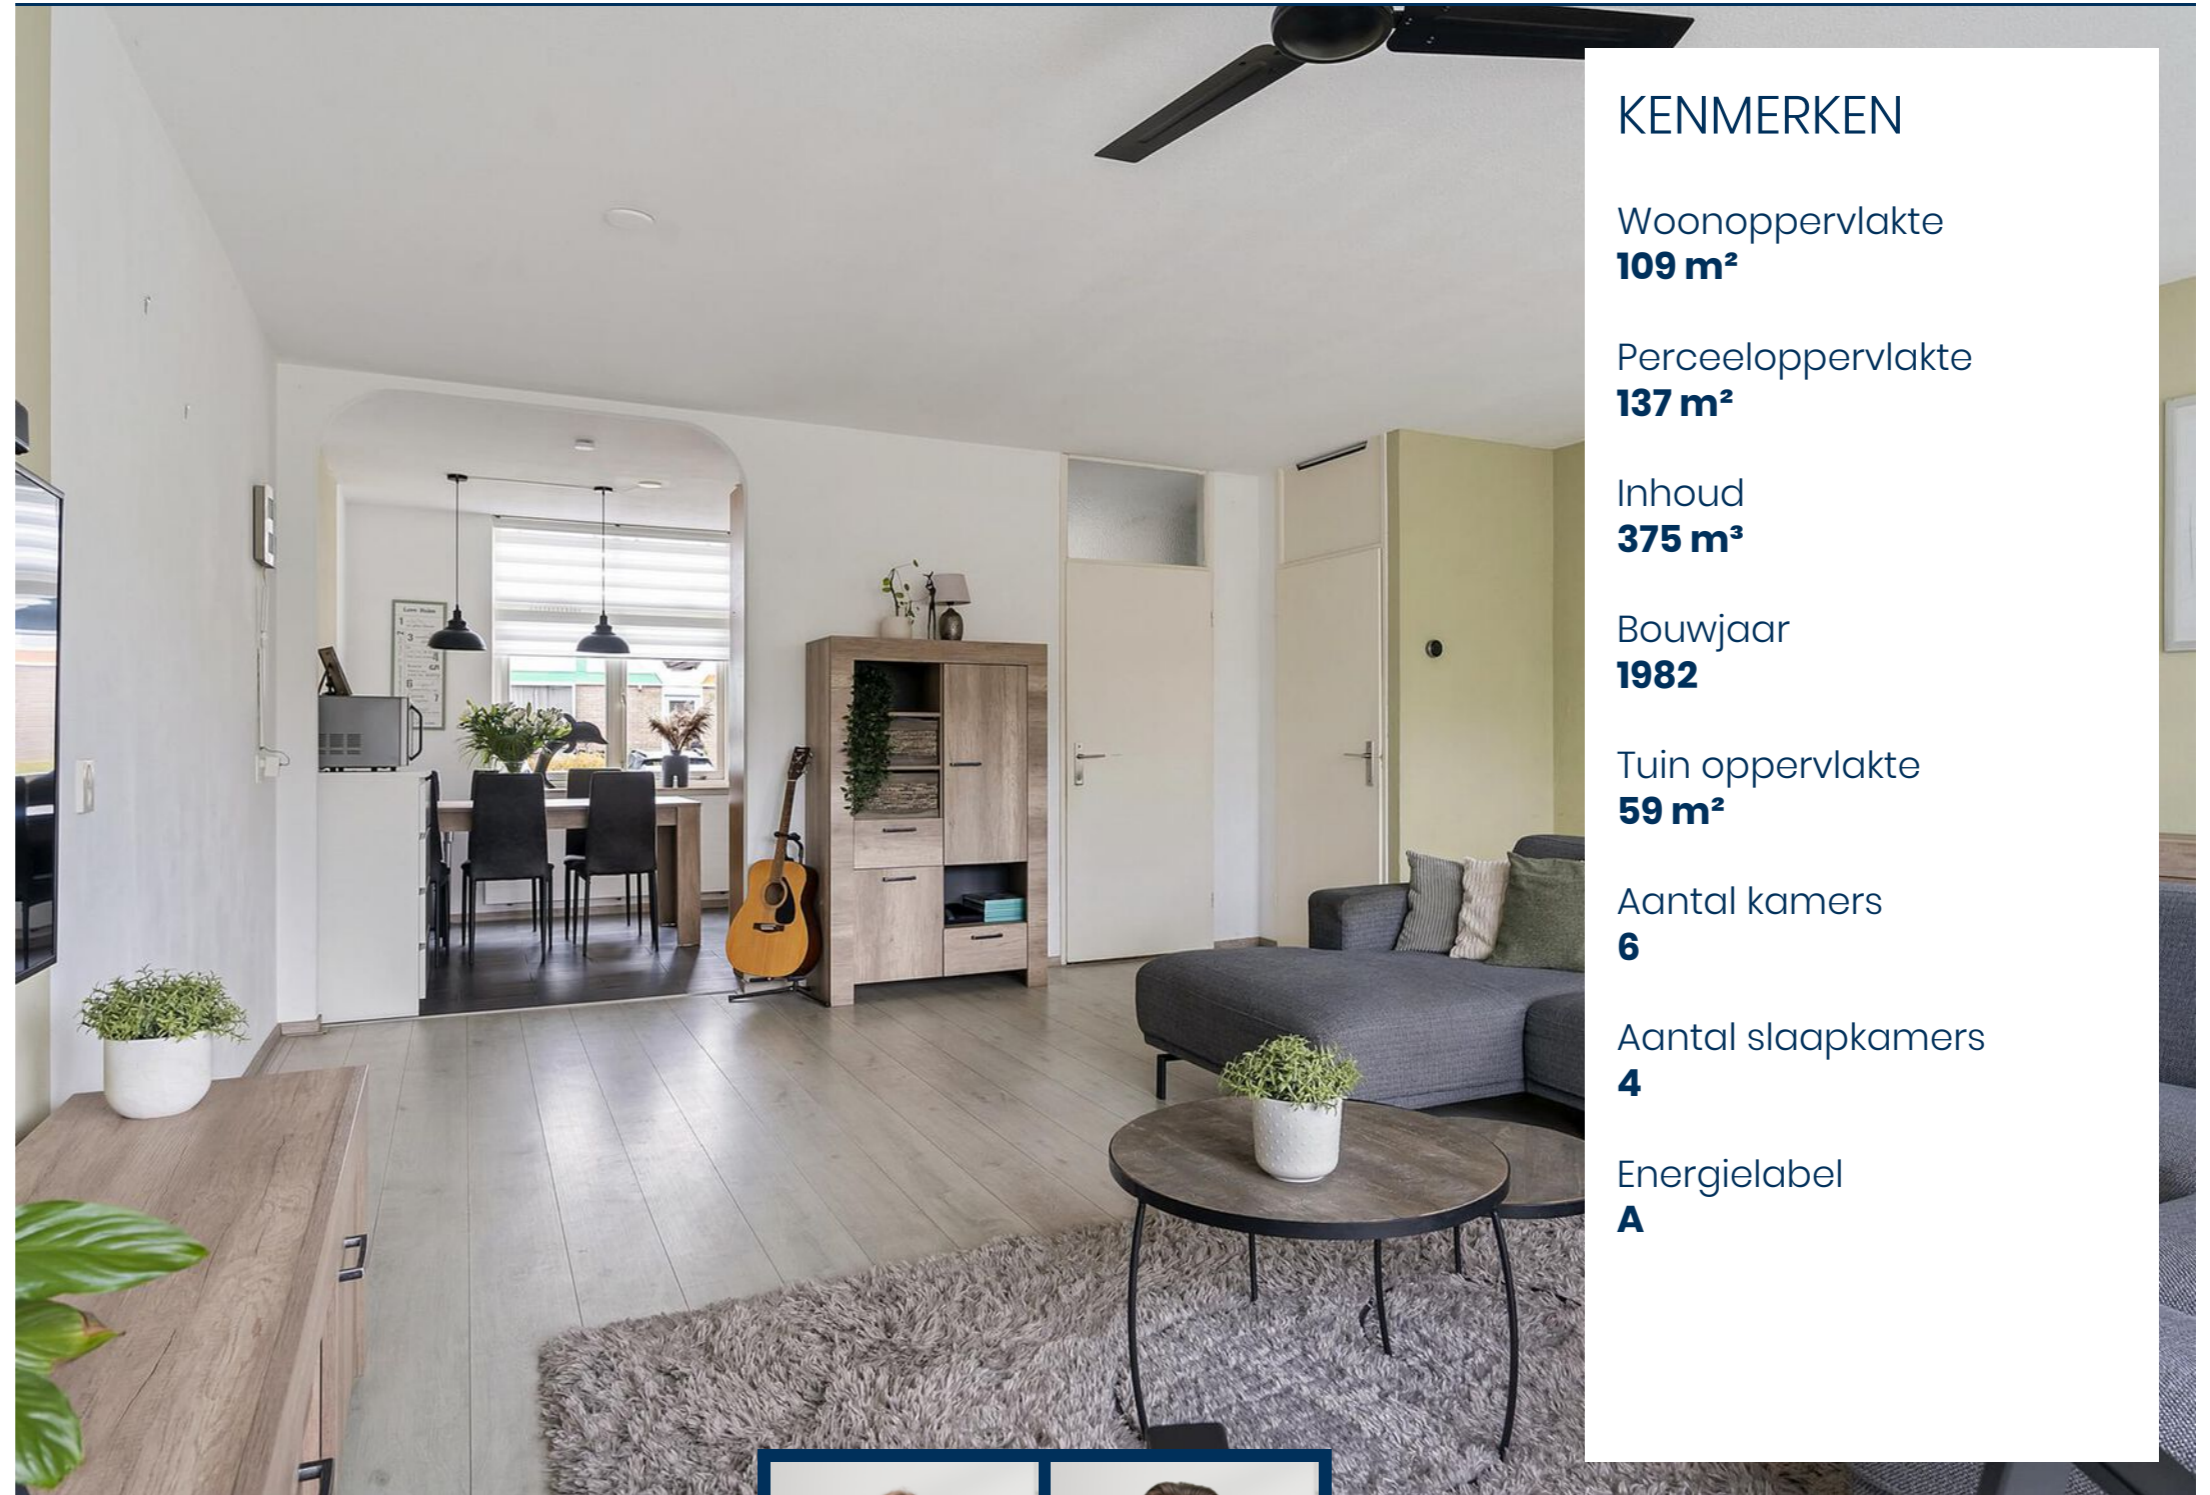 KENMERKEN
Woonoppervlakte
109 m²
Perceeloppervlakte
137 m²
Inhoud
375 m³
Bouwjaar
1982
Tuin oppervlakte
59 m²
Aantal kamers
6
Aantal slaapkamers
4
Energielabel
A